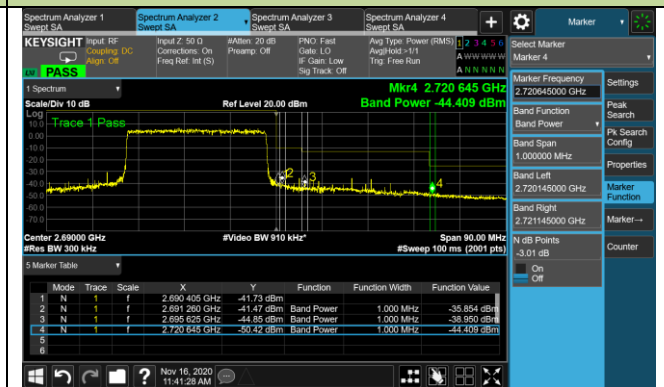 Spectrum Analyzer 1
Swept SA
Spectrum Analyzer 2
Swept SA
Spectrum Analyzer 3
Swept SA
Spectrum Analyzer 4
Swept SA
+
Marker
KEYSIGHT
Input: RF
Coupling: DC
Align: Off
Input Z: 50 Ω
Corrections: On
Freq Ref: Int (S)
#Atten: 20 dB
Preamp: Off
PNO: Fast
Gate: LO
IF Gain: Low
Sig Track: Off
Avg Type: Power (RMS)
Avg|Hold:>1/1
Trig: Free Run
1 2 3 4 5 6
A W W W W W
A N N N N N
PASS
Select Marker
Marker 4
1 Spectrum
Scale/Div 10 dB
Ref Level 20.00 dBm
Mkr4 2.720 645 GHz
Band Power -44.409 dBm
Log
Trace 1 Pass
10.0
0.00
-10.0
-20.0
-30.0
-40.0
-50.0
-60.0
-70.0
2
3
4
Center 2.69000 GHz
#Res BW 300 kHz
#Video BW 910 kHz*
Span 90.00 MHz
#Sweep 100 ms (2001 pts)
5 Marker Table
Mode Trace Scale X Y Function Function Width Function Value
1 N 1 f 2.690 405 GHz -41.73 dBm
2 N 1 f 2.691 260 GHz -41.47 dBm Band Power 1.000 MHz -35.854 dBm
3 N 1 f 2.695 625 GHz -44.85 dBm Band Power 1.000 MHz -38.950 dBm
4 N 1 f 2.720 645 GHz -50.42 dBm Band Power 1.000 MHz -44.409 dBm
5
6
Marker Frequency
2.720645000 GHz
Band Function
Band Power
Band Span
1.000000 MHz
Band Left
2.720145000 GHz
Band Right
2.721145000 GHz
N dB Points
-3.01 dB
On
Off
Settings
Peak
Search
Pk Search
Config
Properties
Marker
Function
Marker→
Counter
?
Nov 16, 2020
11:41:28 AM